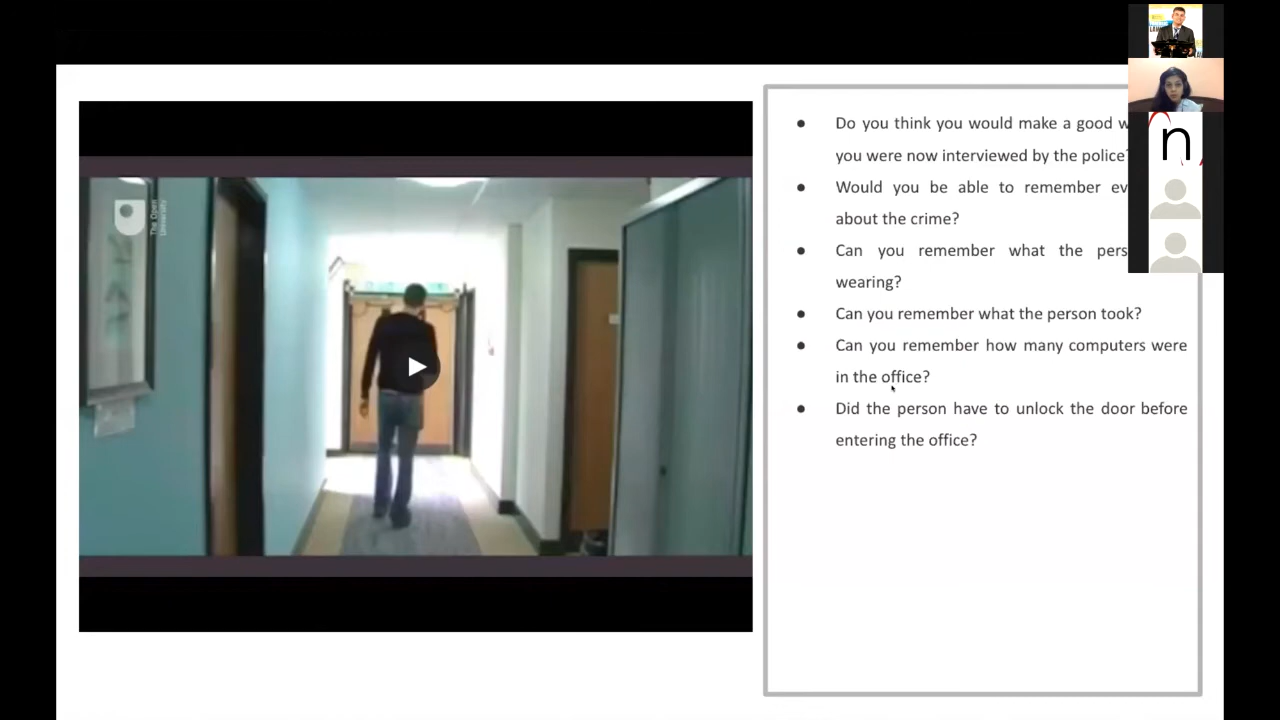 The Open
University
Do you think you would make a good
you were now interviewed by the police?
Would you be able to remember
about the crime?
Can you remember what the
wearing?
Can you remember what the person took?
Can you remember how many computers were
in the office?
Did the person have to unlock the door before
entering the office?
n